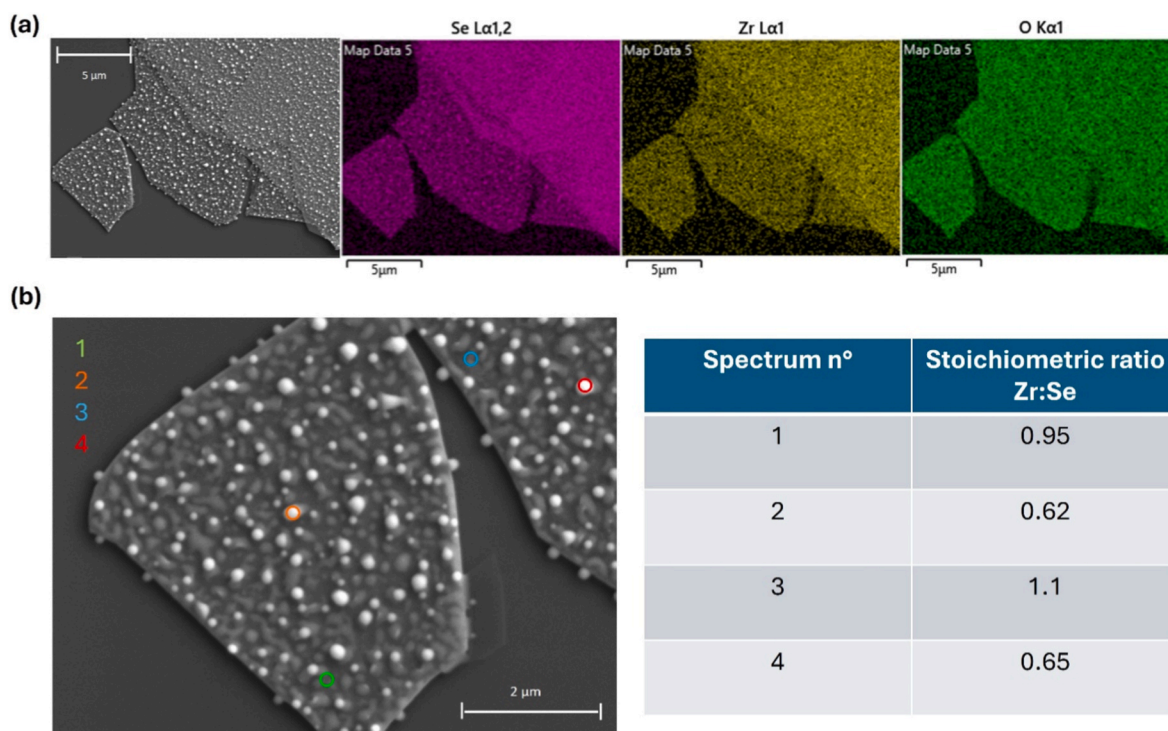 (a)
Se Lα1,2
Zr Lα1
O Kα1
5 µm
Map Data 5
Map Data 5
Map Data 5
5µm
5µm
5µm
(b)
1
2
3
4
2 µm
Spectrum n°
Stoichiometric ratio
Zr:Se
1
0.95
2
0.62
3
1.1
4
0.65